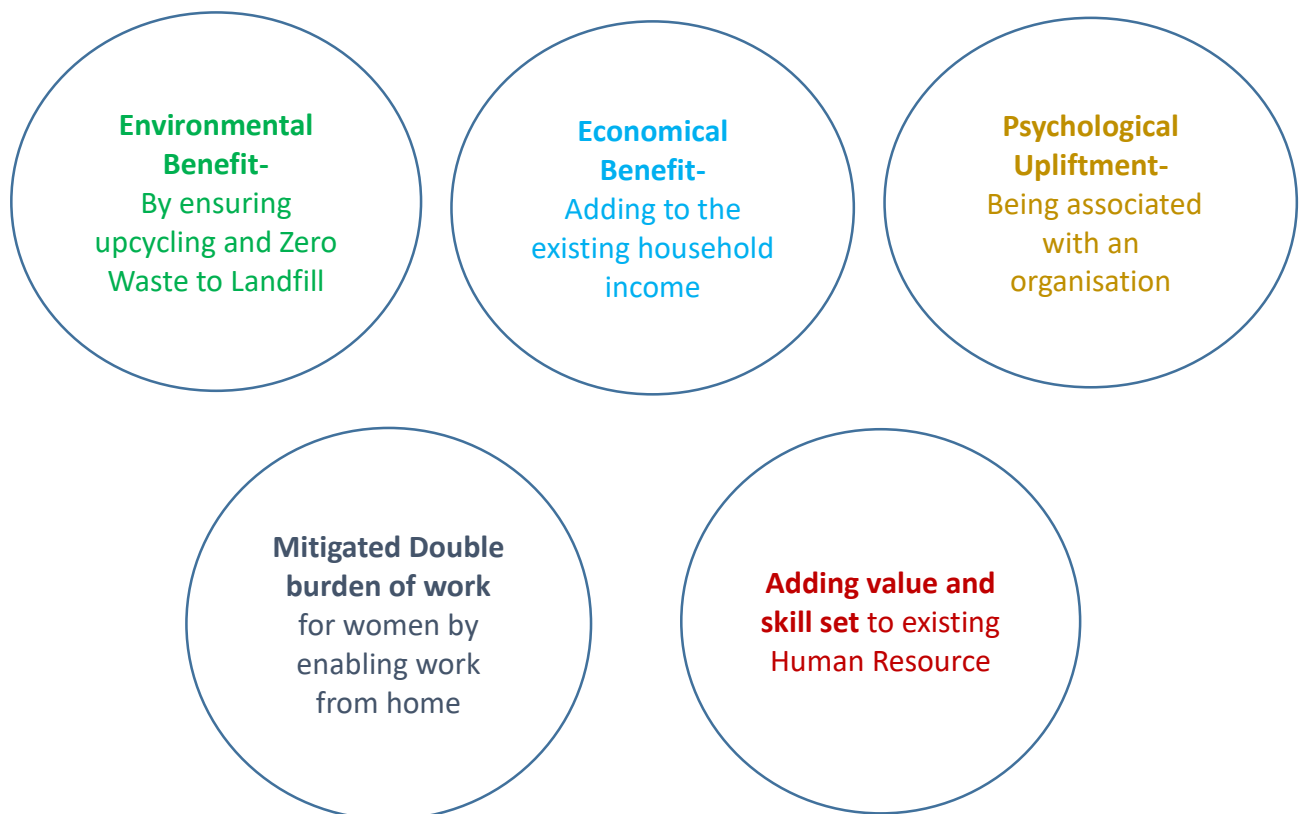 Environmental
Benefit-
By ensuring
upcycling and Zero
Waste to Landfill
Economical
Benefit-
Adding to the
existing household
income
Psychological
Upliftment-
Being associated
with an
organisation
Mitigated Double
burden of work
for women by
enabling work
from home
Adding value and
skill set to existing
Human Resource